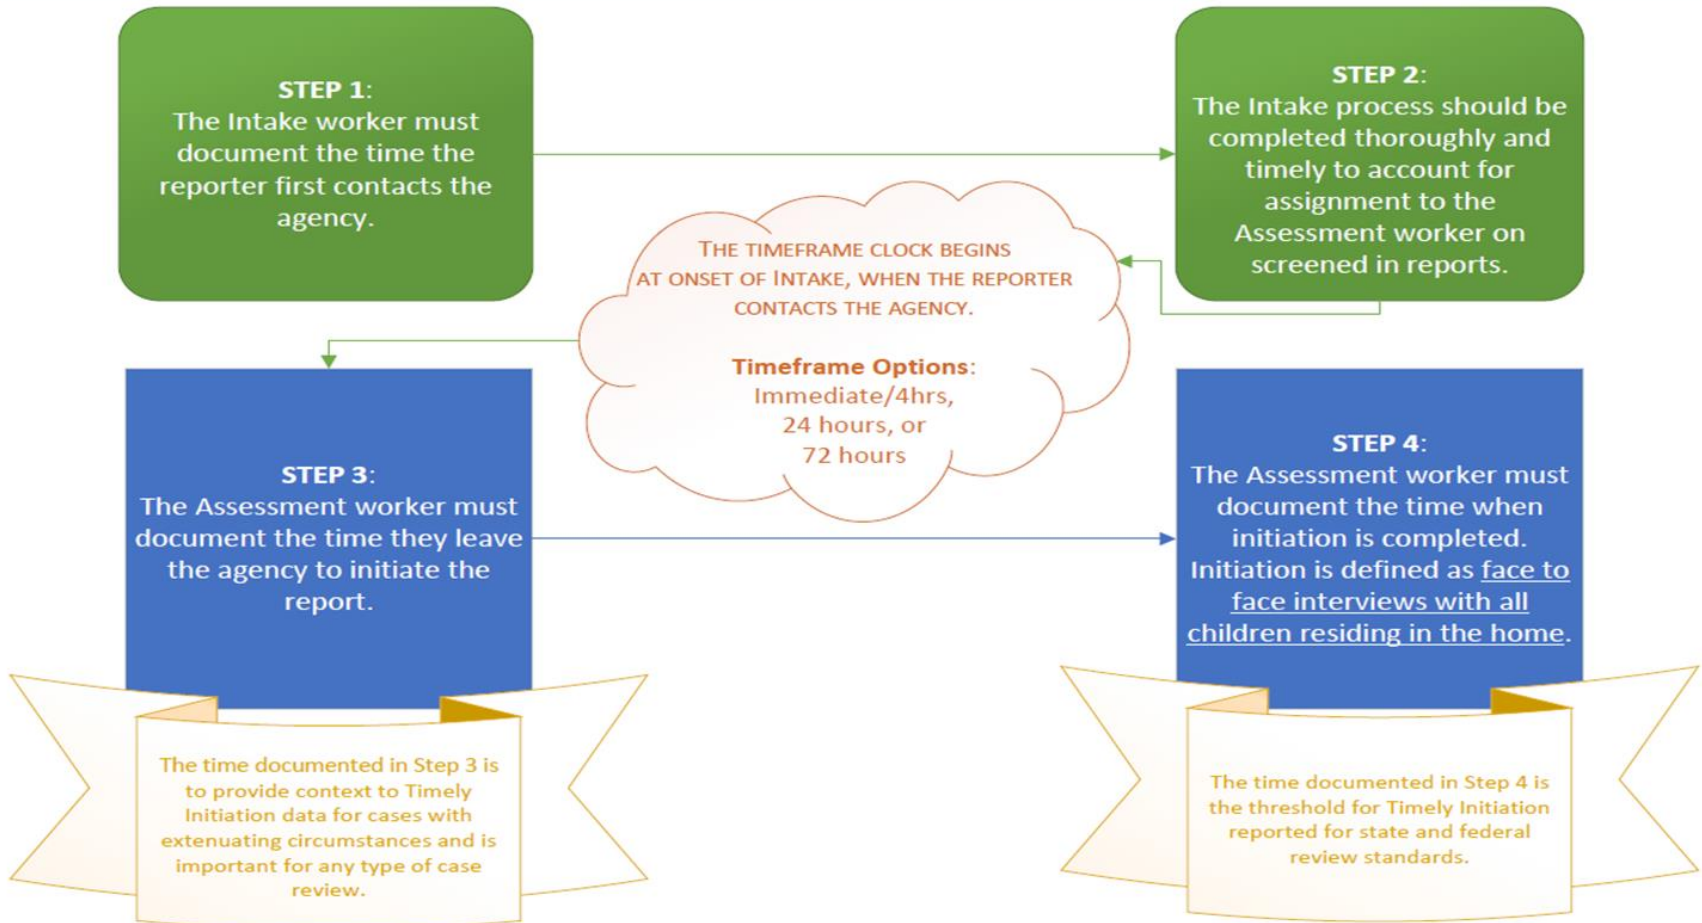 STEP 1:
The Intake worker must
document the time the
reporter first contacts the
agency.
STEP 2:
The Intake process should be
completed thoroughly and
timely to account for
assignment to the
Assessment worker on
screened in reports.
THE TIMEFRAME CLOCK BEGINS
AT ONSET OF INTAKE, WHEN THE REPORTER
CONTACTS THE AGENCY.
Timeframe Options:
Immediate/4hrs,
24 hours, or
72 hours
STEP 3:
The Assessment worker must
document the time they leave
the agency to initiate the
report.
STEP 4:
The Assessment worker must
document the time when
initiation is completed.
Initiation is defined as face to
face interviews with all
children residing in the home.
The time documented in Step 3 is
to provide context to Timely
Initiation data for cases with
extenuating circumstances and is
important for any type of case
review.
The time documented in Step 4 is
the threshold for Timely Initiation
reported for state and federal
review standards.